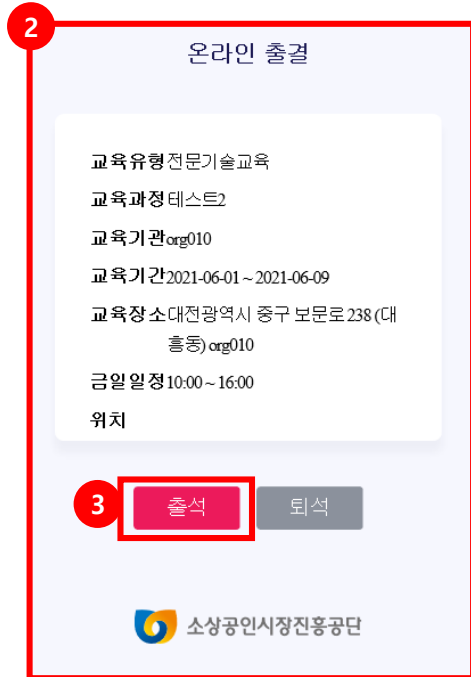 2
온라인 출결
교육유형 전문기술교육
교육과정 테스트2
교육기관 org010
교육기간 2021-06-01 ~ 2021-06-09
교육장소 대전광역시 중구 보문로 238 (대
흥동) org010
금일일정 10:00 ~ 16:00
위치
3 출석 퇴석
소상공인시장진흥공단